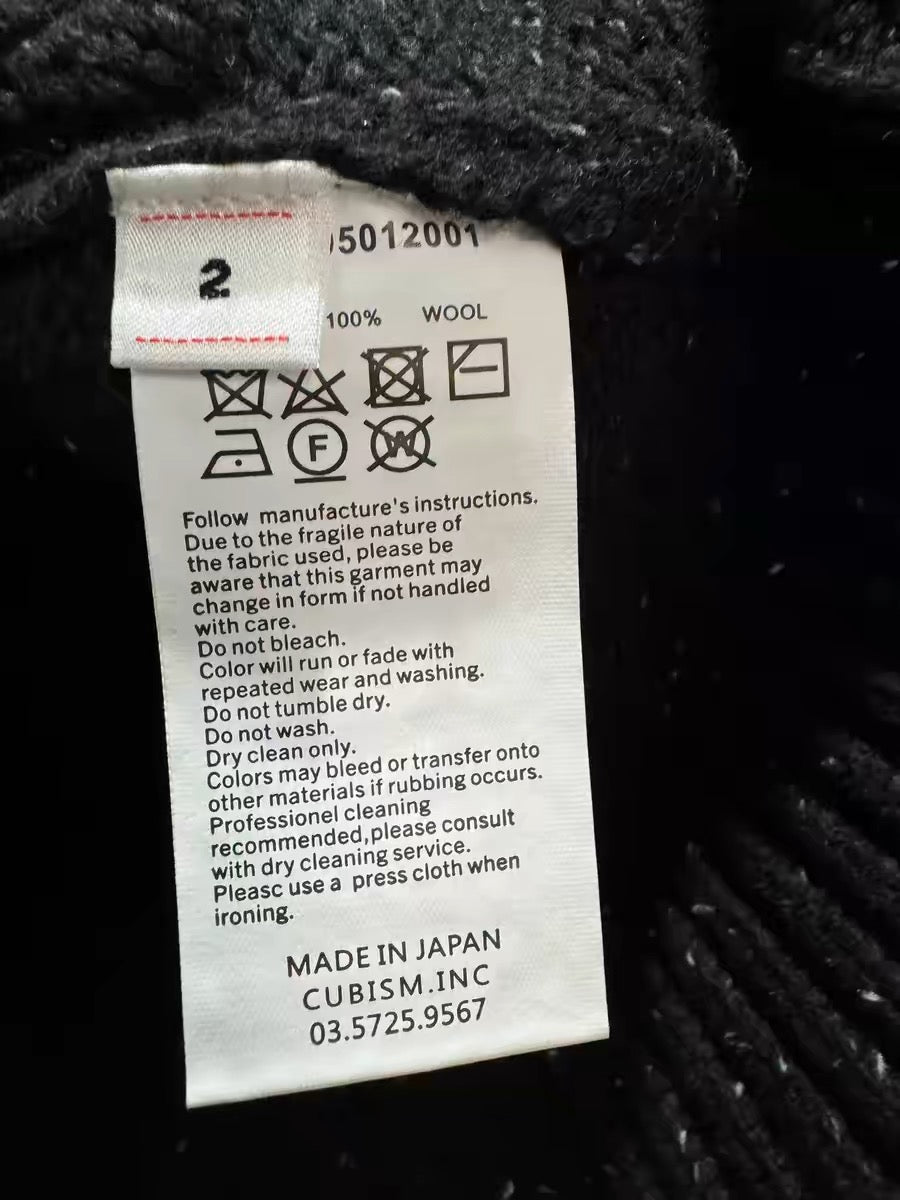 2
5012001
100% WOOL
F
W
Follow manufacture's instructions.
Due to the fragile nature of
the fabric used, please be
aware that this garment may
change in form if not handled
with care.
Do not bleach.
Color will run or fade with
repeated wear and washing.
Do not tumble dry.
Do not wash.
Dry clean only.
Colors may bleed or transfer onto
other materials if rubbing occurs.
Professionel cleaning
recommended,please consult
with dry cleaning service.
Pleasc use a press cloth when
ironing.
MADE IN JAPAN
CUBISM.INC
03.5725.9567